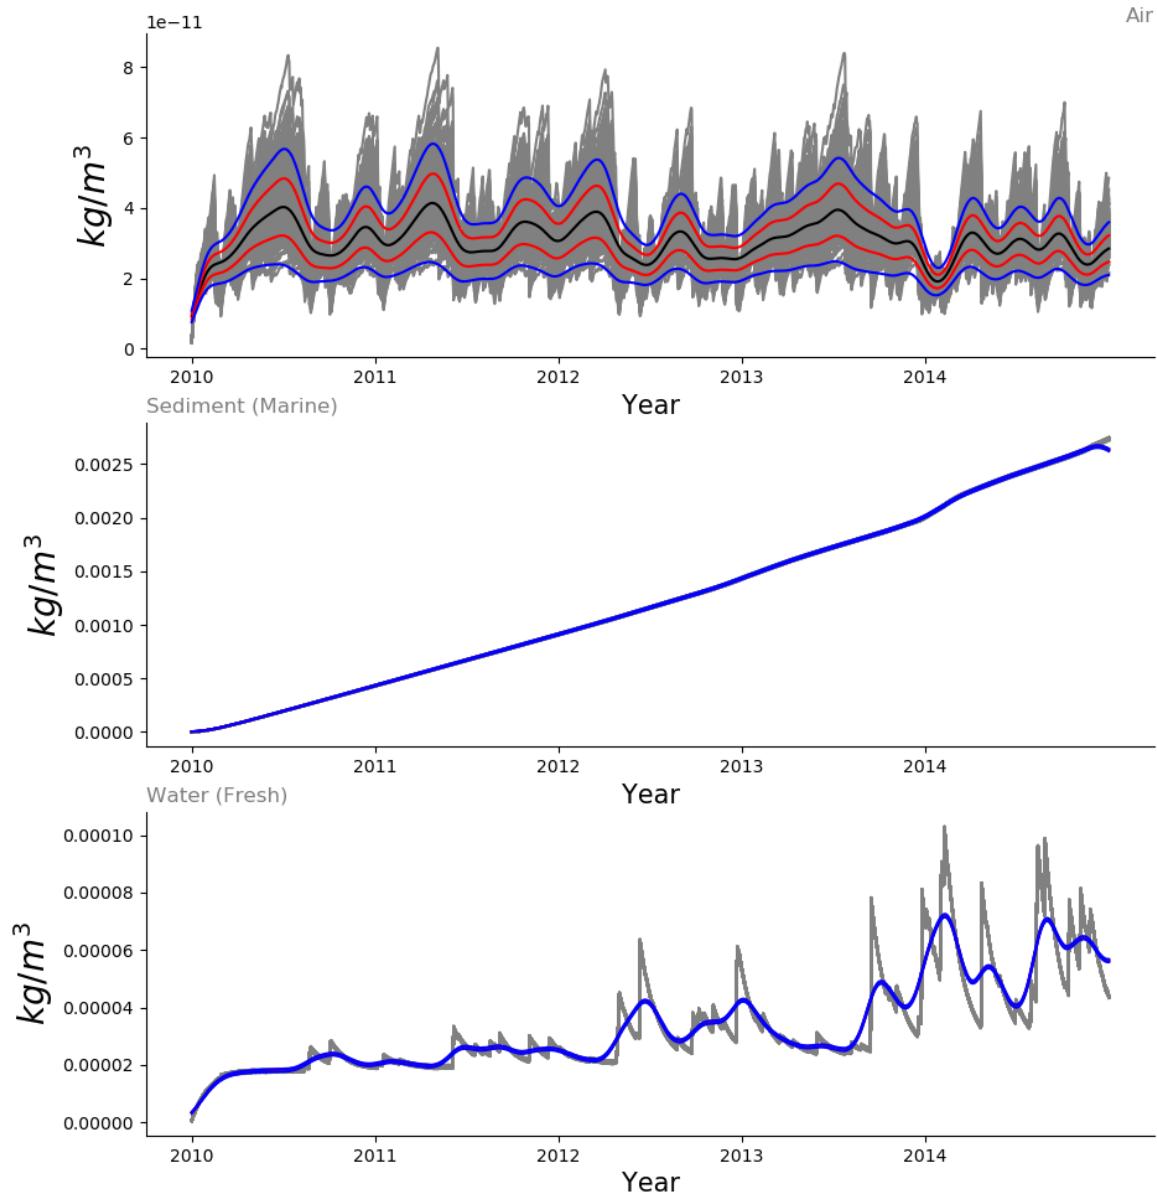 1e−11
Air
8
6
4
2
0
kg/m³
2010 2011 2012 2013 2014
Year
Sediment (Marine)
0.0025
0.0020
0.0015
0.0010
0.0005
0.0000
kg/m³
2010 2011 2012 2013 2014
Year
Water (Fresh)
0.00010
0.00008
0.00006
0.00004
0.00002
0.00000
kg/m³
2010 2011 2012 2013 2014
Year